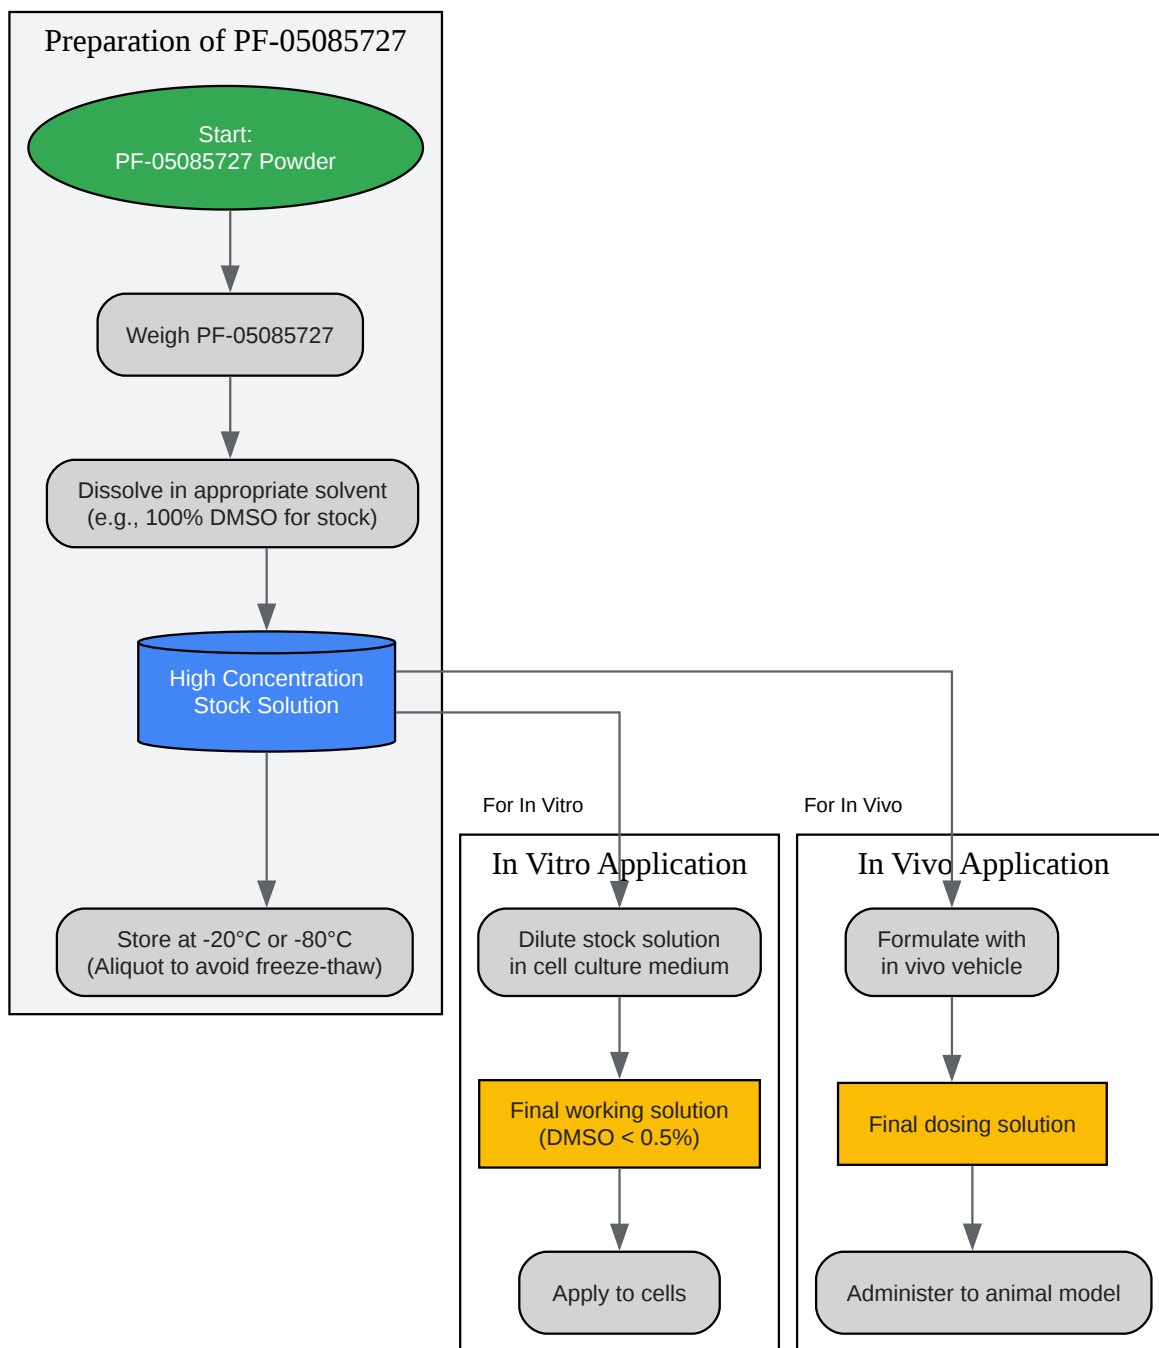 Preparation of PF-05085727
Start:
PF-05085727 Powder
Weigh PF-05085727
Dissolve in appropriate solvent
(e.g., 100% DMSO for stock)
High Concentration
Stock Solution
Store at -20°C or -80°C
(Aliquot to avoid freeze-thaw)
For In Vitro
In Vitro Application
Dilute stock solution
in cell culture medium
Final working solution
(DMSO < 0.5%)
Apply to cells
For In Vivo
In Vivo Application
Formulate with
in vivo vehicle
Final dosing solution
Administer to animal model